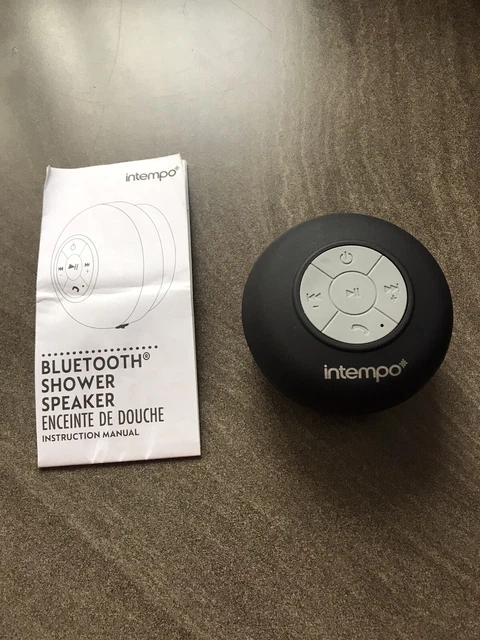 intempo
BLUETOOTH®
SHOWER
SPEAKER
ENCEINTE DE DOUCHE
INSTRUCTION MANUAL
intempo